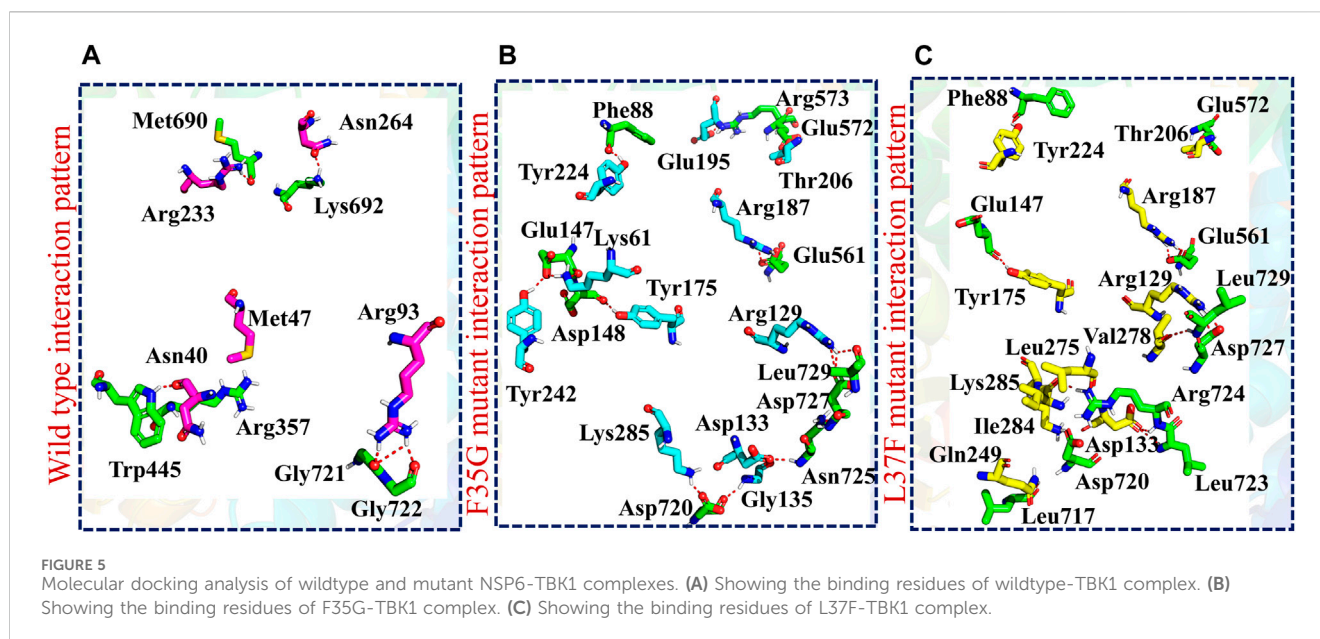 A
Wild type interaction pattern
Met690
Asn264
Arg233
Lys692
Met47
Arg93
Asn40
Arg357
Trp445
Gly721
Gly722
B
F35G mutant interaction pattern
Phe88
Arg573
Glu572
Glu195
Tyr224
Thr206
Arg187
Glu147
Lys61
Glu561
Tyr175
Asp148
Arg129
Tyr242
Leu729
Asp727
Lys285
Asp133
Asn725
Asp720
Gly135
C
L37F mutant interaction pattern
Phe88
Glu572
Thr206
Tyr224
Arg187
Glu147
Glu561
Arg129
Leu729
Tyr175
Val278
Asp727
Leu275
Lys285
Arg724
Ile284
Asp133
Gln249
Asp720
Leu723
Leu717
FIGURE 5
Molecular docking analysis of wildtype and mutant NSP6-TBK1 complexes. (A) Showing the binding residues of wildtype-TBK1 complex. (B)
Showing the binding residues of F35G-TBK1 complex. (C) Showing the binding residues of L37F-TBK1 complex.